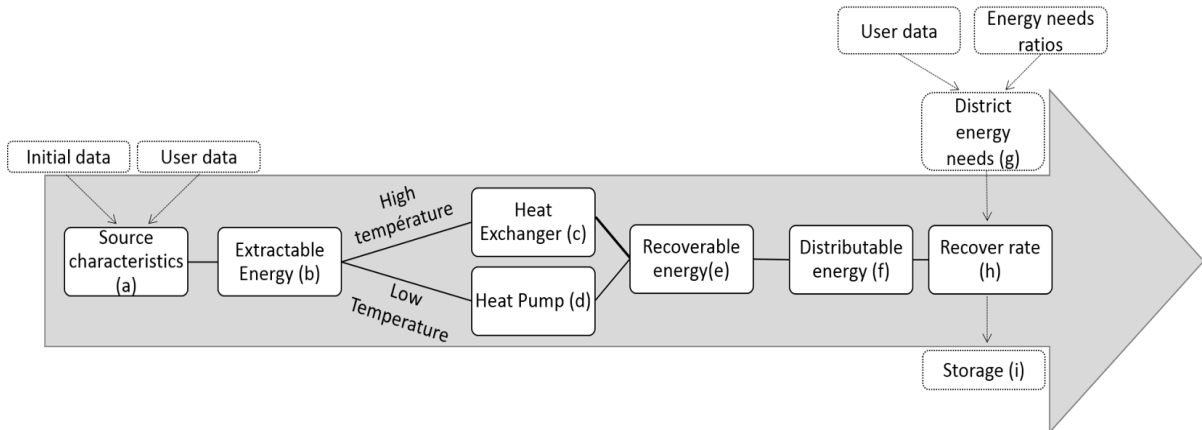 User data
Energy needs
ratios
District
energy
needs (g)
Initial data
User data
High
température
Heat
Exchanger (c)
Source
characteristics
(a)
Extractable
Energy (b)
Recoverable
energy(e)
Distributable
energy (f)
Recover rate
(h)
Low
Temperature
Heat Pump (d)
Storage (i)